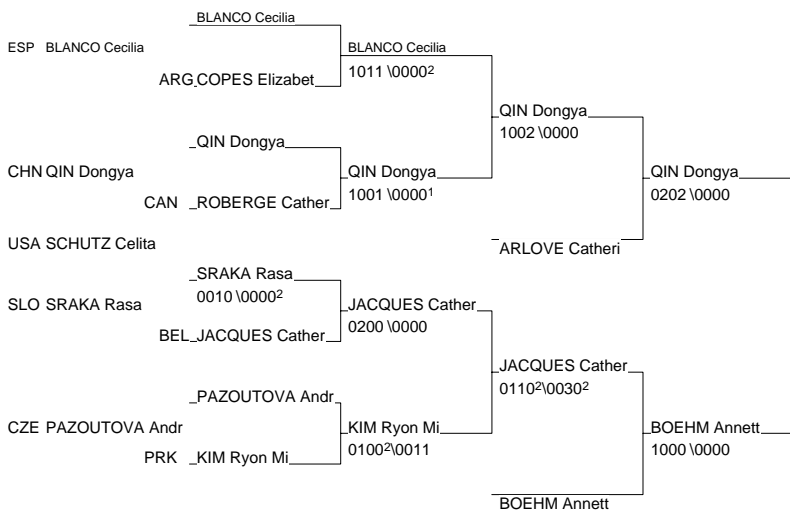 BLANCO Cecilia
ESP BLANCO Cecilia
BLANCO Cecilia
1011 \0000²
ARG COPES Elizabet
QIN Dongya
1002 \0000
QIN Dongya
CHN QIN Dongya
QIN Dongya
1001 \0000¹
QIN Dongya
0202 \0000
CAN ROBERGE Cather
USA SCHUTZ Celita
ARLOVE Catheri
SRAKA Rasa
0010 \0000²
SLO SRAKA Rasa
JACQUES Cather
0200 \0000
BEL JACQUES Cather
JACQUES Cather
0110²\0030²
PAZOUTOVA Andr
CZE PAZOUTOVA Andr
KIM Ryon Mi
0100²\0011
BOEHM Annett
1000 \0000
PRK KIM Ryon Mi
BOEHM Annett